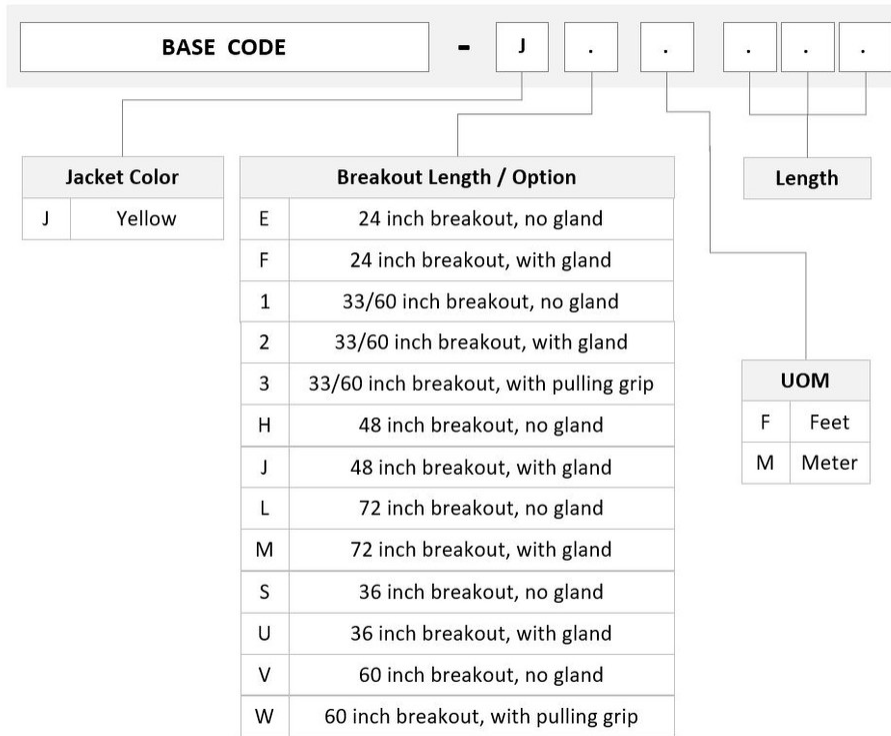 BASE CODE - J . . . . .
Jacket Color
J Yellow
Breakout Length / Option
E 24 inch breakout, no gland
F 24 inch breakout, with gland
1 33/60 inch breakout, no gland
2 33/60 inch breakout, with gland
3 33/60 inch breakout, with pulling grip
H 48 inch breakout, no gland
J 48 inch breakout, with gland
L 72 inch breakout, no gland
M 72 inch breakout, with gland
S 36 inch breakout, no gland
U 36 inch breakout, with gland
V 60 inch breakout, no gland
W 60 inch breakout, with pulling grip
Length
UOM
F Feet
M Meter